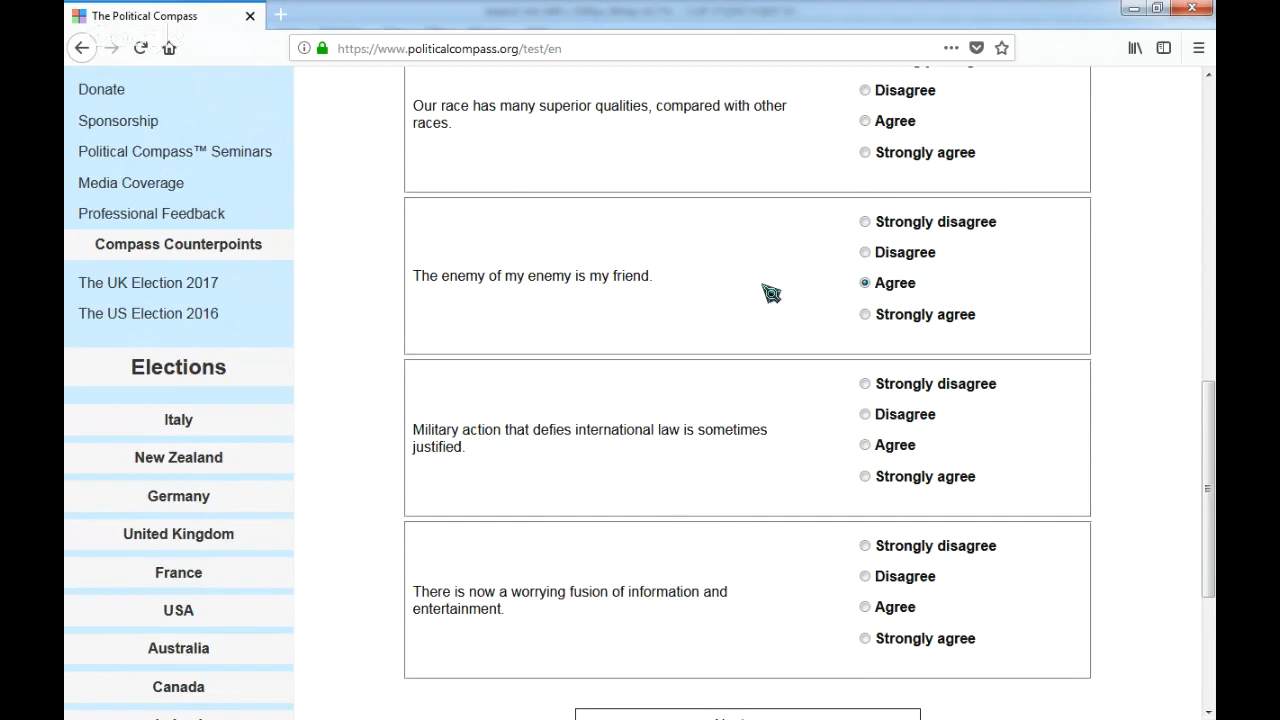 The Political Compass
https://www.politicalcompass.org/test/en
Donate
Sponsorship
Political Compass™ Seminars
Media Coverage
Professional Feedback
Compass Counterpoints
The UK Election 2017
The US Election 2016
Elections
Italy
New Zealand
Germany
United Kingdom
France
USA
Australia
Canada
Our race has many superior qualities, compared with other
races.
Disagree
Agree
Strongly agree
The enemy of my enemy is my friend.
Strongly disagree
Disagree
Agree
Strongly agree
Military action that defies international law is sometimes
justified.
Strongly disagree
Disagree
Agree
Strongly agree
There is now a worrying fusion of information and
entertainment.
Strongly disagree
Disagree
Agree
Strongly agree